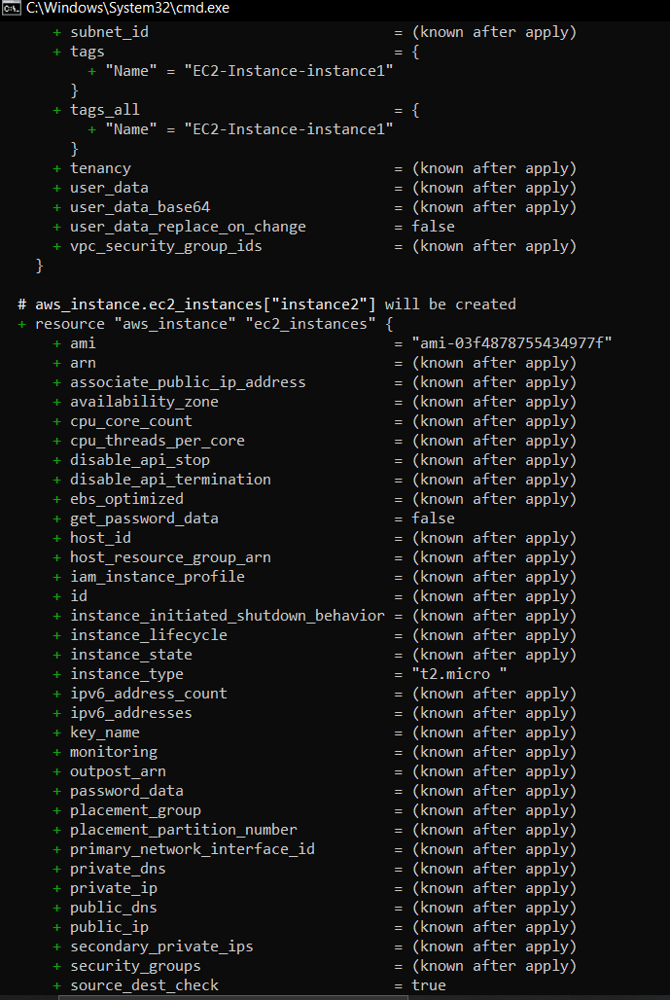 C:\Windows\System32\cmd.exe
+ subnet_id = (known after apply)
+ tags = {
+ "Name" = "EC2-Instance-instance1"
}
+ tags_all = {
+ "Name" = "EC2-Instance-instance1"
}
+ tenancy = (known after apply)
+ user_data = (known after apply)
+ user_data_base64 = (known after apply)
+ user_data_replace_on_change = false
+ vpc_security_group_ids = (known after apply)
}
# aws_instance.ec2_instances["instance2"] will be created
+ resource "aws_instance" "ec2_instances" {
+ ami = "ami-03f4878755434977f"
+ arn = (known after apply)
+ associate_public_ip_address = (known after apply)
+ availability_zone = (known after apply)
+ cpu_core_count = (known after apply)
+ cpu_threads_per_core = (known after apply)
+ disable_api_stop = (known after apply)
+ disable_api_termination = (known after apply)
+ ebs_optimized = (known after apply)
+ get_password_data = false
+ host_id = (known after apply)
+ host_resource_group_arn = (known after apply)
+ iam_instance_profile = (known after apply)
+ id = (known after apply)
+ instance_initiated_shutdown_behavior = (known after apply)
+ instance_lifecycle = (known after apply)
+ instance_state = (known after apply)
+ instance_type = "t2.micro "
+ ipv6_address_count = (known after apply)
+ ipv6_addresses = (known after apply)
+ key_name = (known after apply)
+ monitoring = (known after apply)
+ outpost_arn = (known after apply)
+ password_data = (known after apply)
+ placement_group = (known after apply)
+ placement_partition_number = (known after apply)
+ primary_network_interface_id = (known after apply)
+ private_dns = (known after apply)
+ private_ip = (known after apply)
+ public_dns = (known after apply)
+ public_ip = (known after apply)
+ secondary_private_ips = (known after apply)
+ security_groups = (known after apply)
+ source_dest_check = true